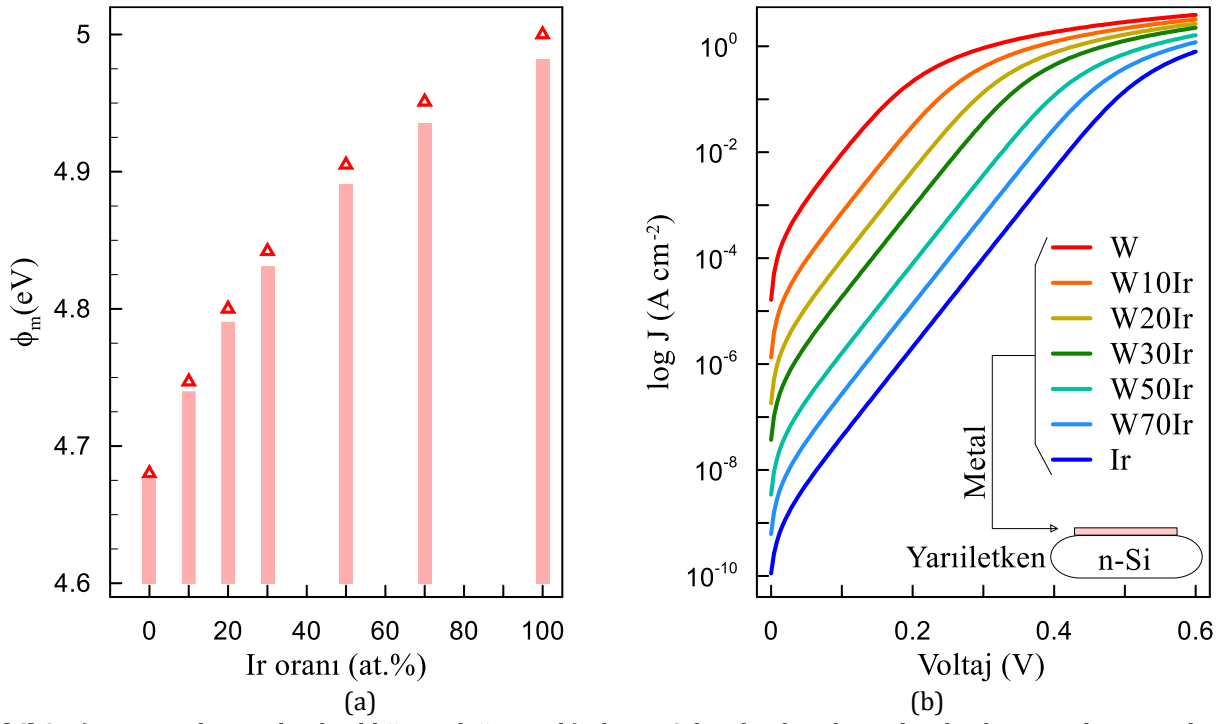 5
4.9
4.8
4.7
4.6
ϕm(eV)
0 20 40 60 80 100
Ir oranı (at.%)
(a)
10⁰
10⁻²
10⁻⁴
10⁻⁶
10⁻⁸
10⁻¹⁰
log J (A cm⁻²)
W
W10Ir
W20Ir
W30Ir
W50Ir
W70Ir
Ir
Metal
Yarıiletken
n-Si
0 0.2 0.4 0.6
Voltaj (V)
(b)